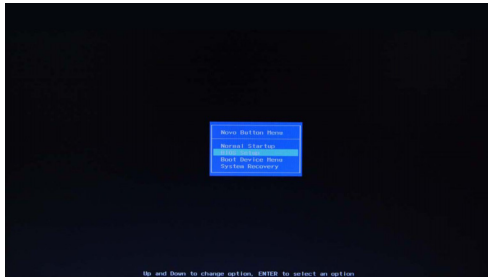 Novo Button Menu
Normal Startup
Bios Setup
Boot Device Menu
System Recovery
Up and Down to change option, ENTER to select an option